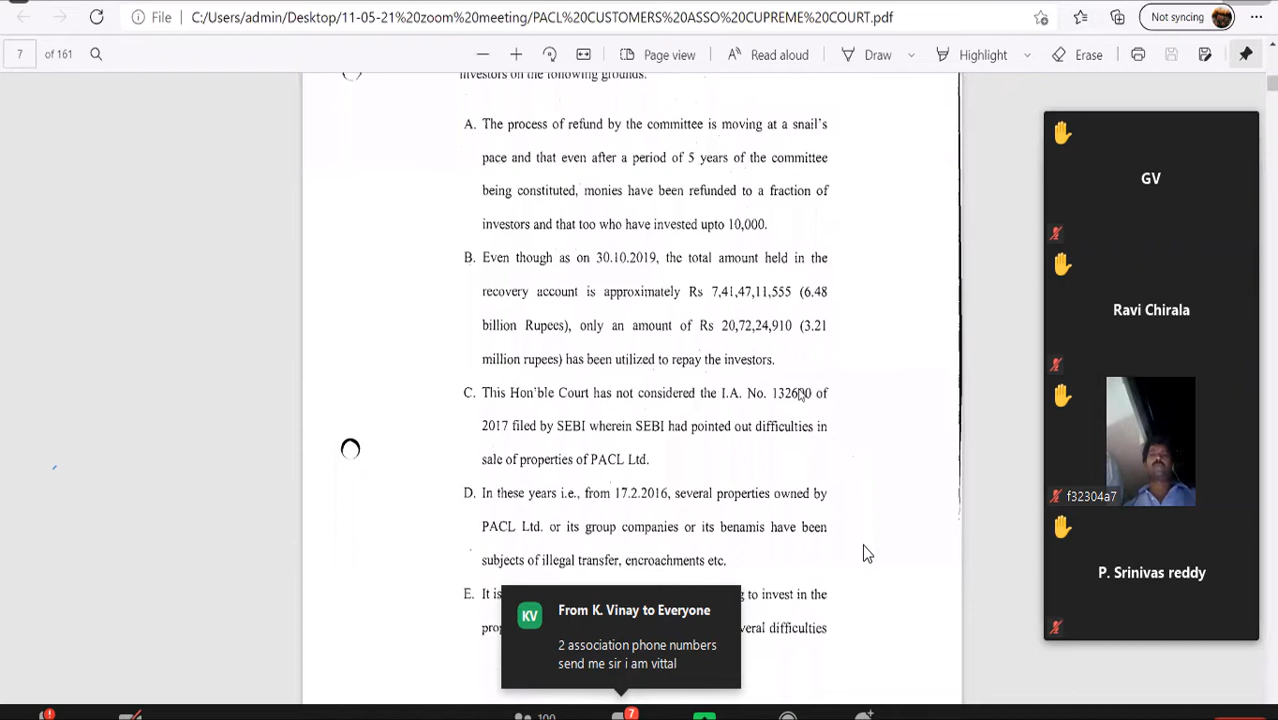 File
C:/Users/admin/Desktop/11-05-21%20zoom%20meeting/PACL%20CUSTOMERS%20ASSO%20CUPREME%20COURT.pdf
Not syncing
7 of 161
Page view
Read aloud
Draw
Highlight
Erase
investors on the following grounds.
A. The process of refund by the committee is moving at a snail's
pace and that even after a period of 5 years of the committee
being constituted, monies have been refunded to a fraction of
investors and that too who have invested upto 10,000.
B. Even though as on 30.10.2019, the total amount held in the
recovery account is approximately Rs 7,41,47,11,555 (6.48
billion Rupees), only an amount of Rs 20,72,24,910 (3.21
million rupees) has been utilized to repay the investors.
C. This Hon'ble Court has not considered the I.A. No. of
2017 filed by SEBI wherein SEBI had pointed out difficulties in
sale of properties of PACL Ltd.
D. In these years i.e., from 17.2.2016, several properties owned by
PACL Ltd. or its group companies or its benamis have been
subjects of illegal transfer, encroachments etc.
E. It is to invest in the
difficulties
KV
From K. Vinay to Everyone
2 association phone numbers
send me sir i am vittal
GV
Ravi Chirala
f32304a7
P. Srinivas reddy
100
7